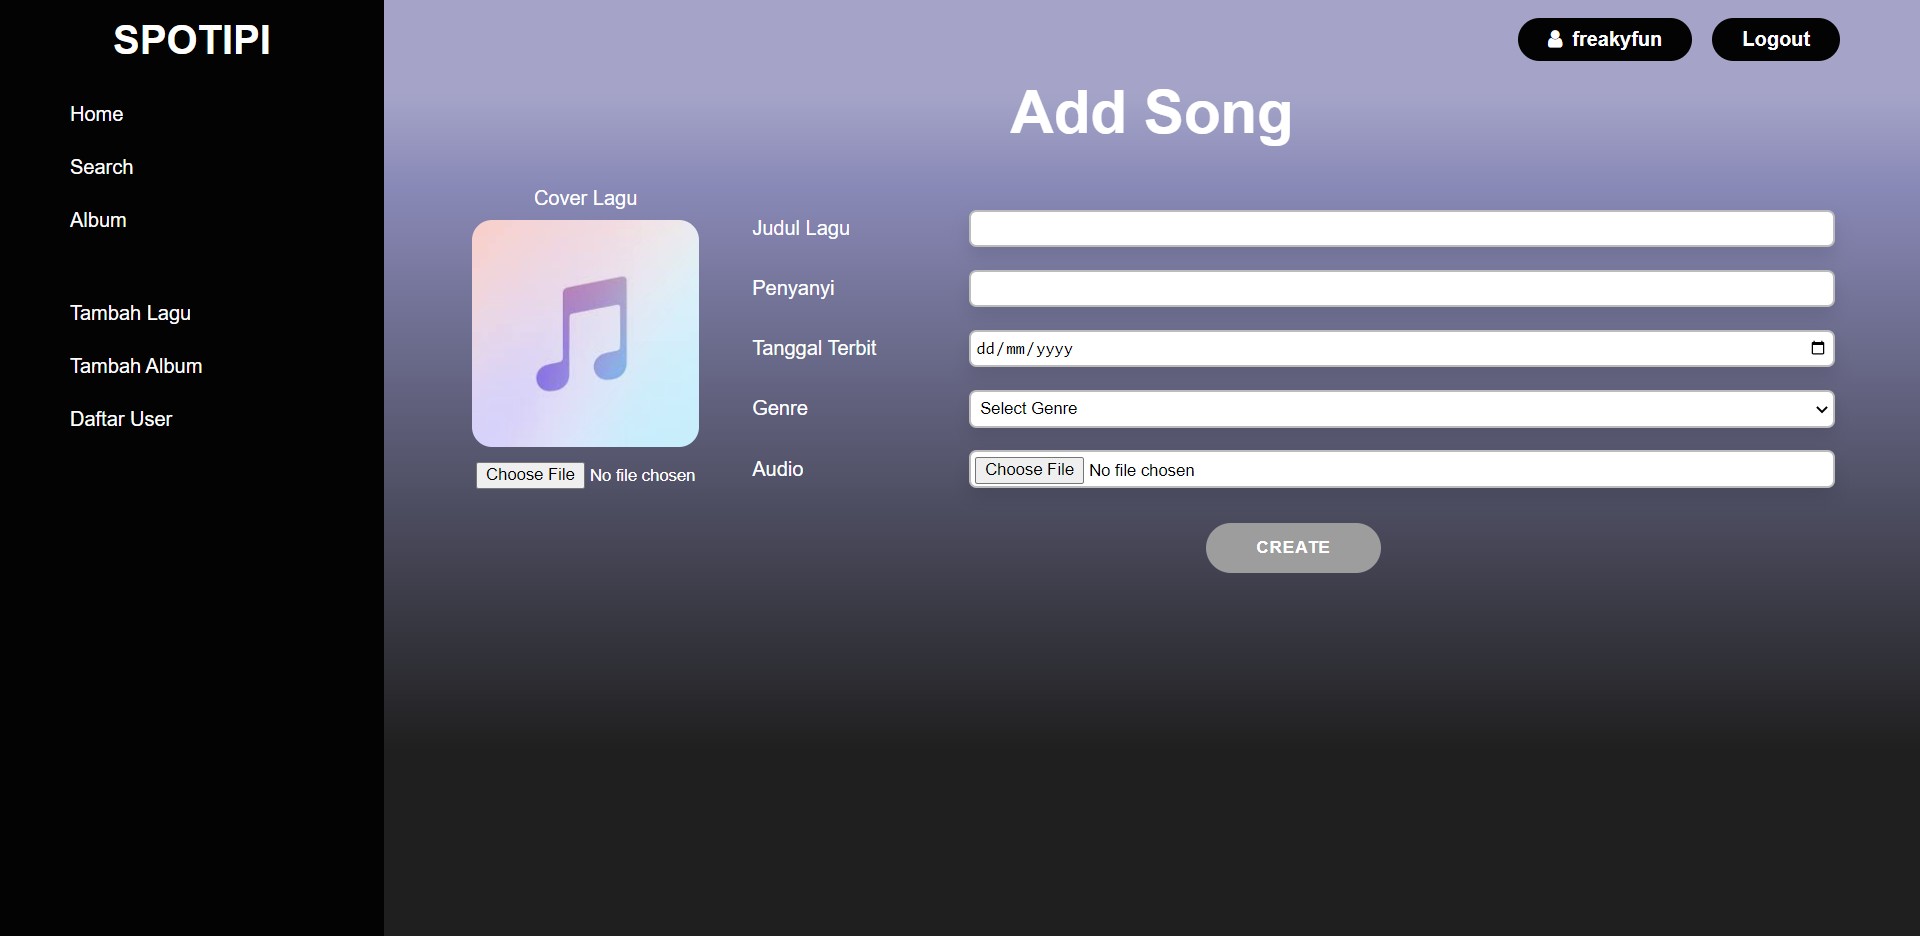 SPOTIPI
Home
Search
Album
Tambah Lagu
Tambah Album
Daftar User
freakyfun
Logout
Add Song
Cover Lagu
Choose File No file chosen
Judul Lagu
Penyanyi
Tanggal Terbit
dd/mm/yyyy
Genre
Select Genre
Audio
Choose File No file chosen
CREATE